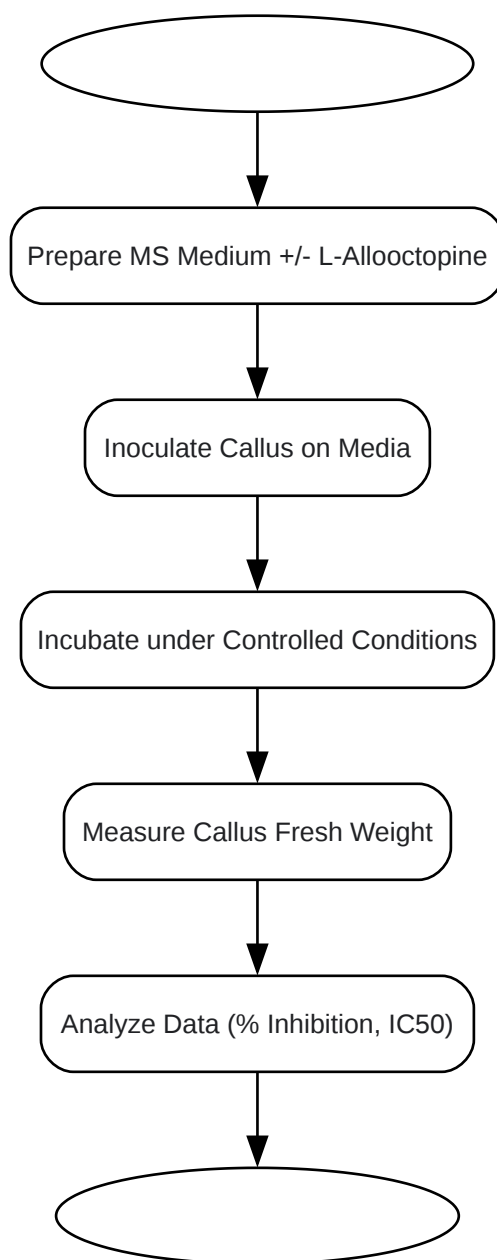 Prepare MS Medium +/- L-Allooctopine
Inoculate Callus on Media
Incubate under Controlled Conditions
Measure Callus Fresh Weight
Analyze Data (% Inhibition, IC50)